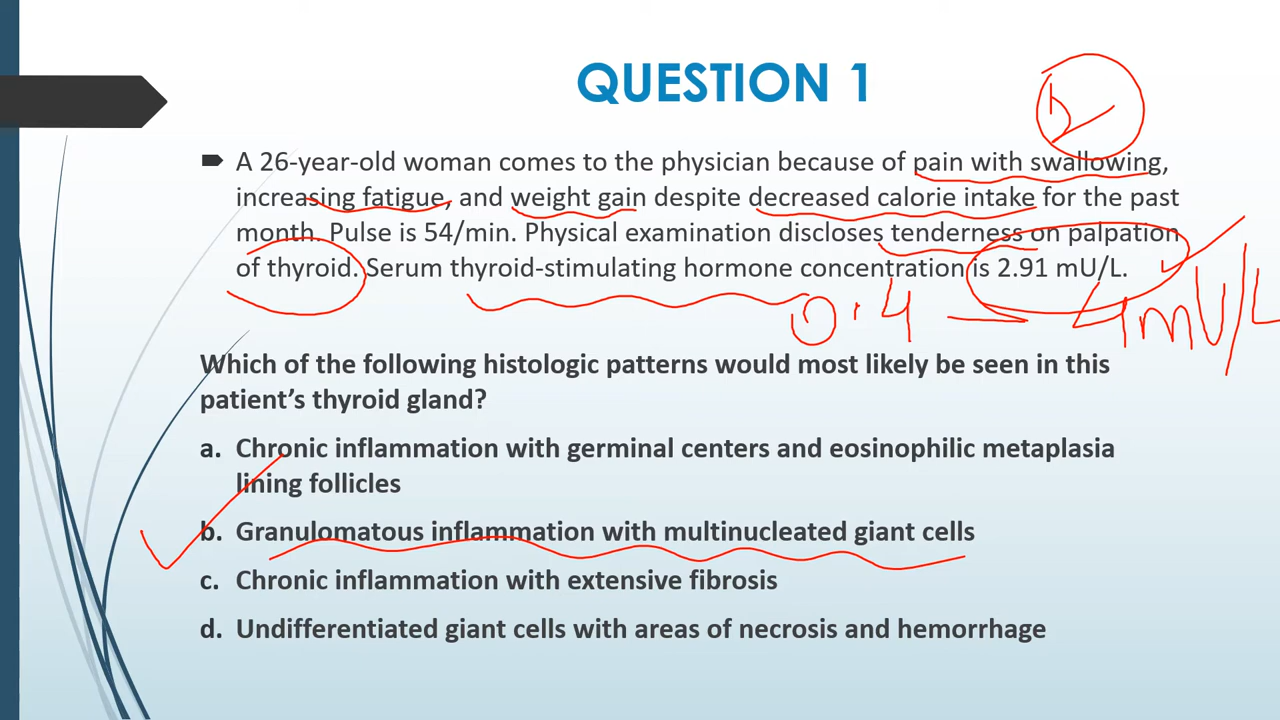 QUESTION 1
b
A 26-year-old woman comes to the physician because of pain with swallowing,
increasing fatigue, and weight gain despite decreased calorie intake for the past
month. Pulse is 54/min. Physical examination discloses tenderness on palpation
of thyroid. Serum thyroid-stimulating hormone concentration is 2.91 mU/L.
0.4 — 4mU/L
Which of the following histologic patterns would most likely be seen in this
patient's thyroid gland?
a. Chronic inflammation with germinal centers and eosinophilic metaplasia
lining follicles
b. Granulomatous inflammation with multinucleated giant cells
c. Chronic inflammation with extensive fibrosis
d. Undifferentiated giant cells with areas of necrosis and hemorrhage